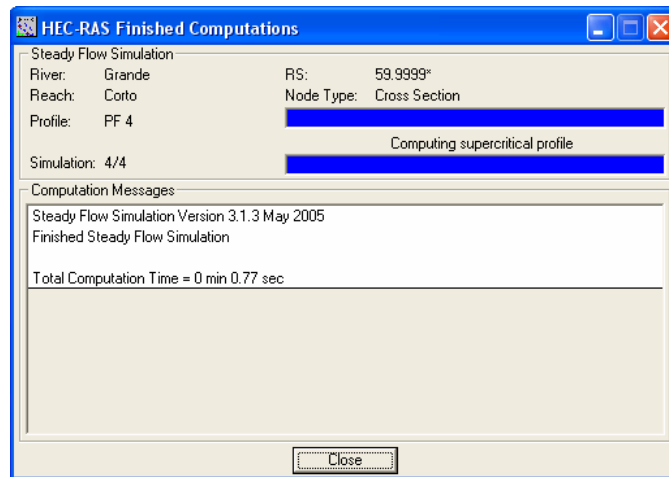 HEC-RAS Finished Computations
Steady Flow Simulation
River: Grande RS: 59.9999*
Reach: Corto Node Type: Cross Section
Profile: PF 4
Computing supercritical profile
Simulation: 4/4
Computation Messages
Steady Flow Simulation Version 3.1.3 May 2005
Finished Steady Flow Simulation
Total Computation Time = 0 min 0.77 sec
Close